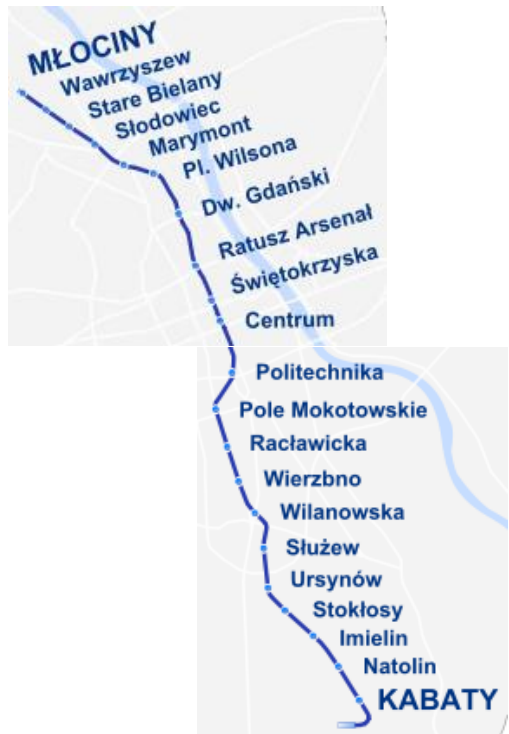 MŁOCINY
Wawrzyszew
Stare Bielany
Słodowiec
Marymont
Pl. Wilsona
Dw. Gdański
Ratusz Arsenał
Świętokrzyska
Centrum
Politechnika
Pole Mokotowskie
Racławicka
Wierzbno
Wilanowska
Służew
Ursynów
Stokłosy
Imielin
Natolin
KABATY